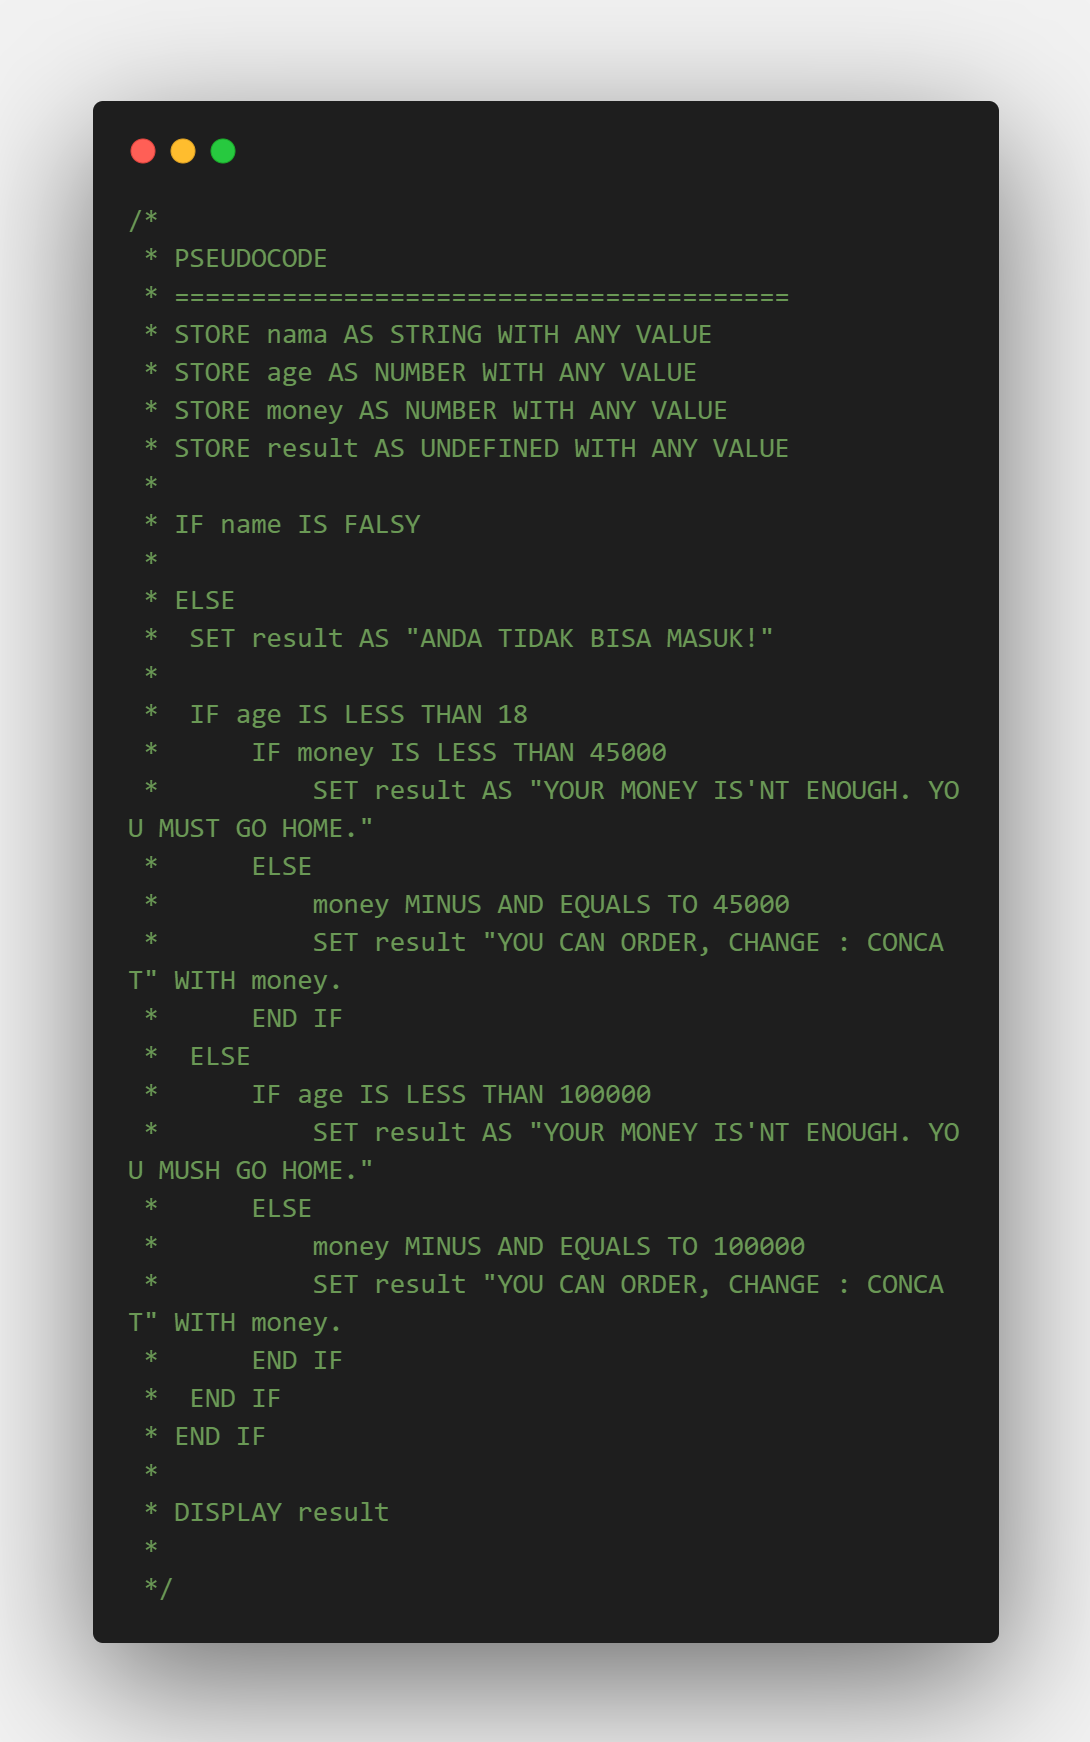 /*
 * PSEUDOCODE
 * ========================================
 * STORE nama AS STRING WITH ANY VALUE
 * STORE age AS NUMBER WITH ANY VALUE
 * STORE money AS NUMBER WITH ANY VALUE
 * STORE result AS UNDEFINED WITH ANY VALUE
 *
 * IF name IS FALSY
 *
 * ELSE
 *  SET result AS "ANDA TIDAK BISA MASUK!"
 *
 *  IF age IS LESS THAN 18
 *      IF money IS LESS THAN 45000
 *          SET result AS "YOUR MONEY IS'NT ENOUGH. YO
U MUST GO HOME."
 *      ELSE
 *          money MINUS AND EQUALS TO 45000
 *          SET result "YOU CAN ORDER, CHANGE : CONCA
T" WITH money.
 *      END IF
 *  ELSE
 *      IF age IS LESS THAN 100000
 *          SET result AS "YOUR MONEY IS'NT ENOUGH. YO
U MUSH GO HOME."
 *      ELSE
 *          money MINUS AND EQUALS TO 100000
 *          SET result "YOU CAN ORDER, CHANGE : CONCA
T" WITH money.
 *      END IF
 *  END IF
 * END IF
 *
 * DISPLAY result
 *
 */